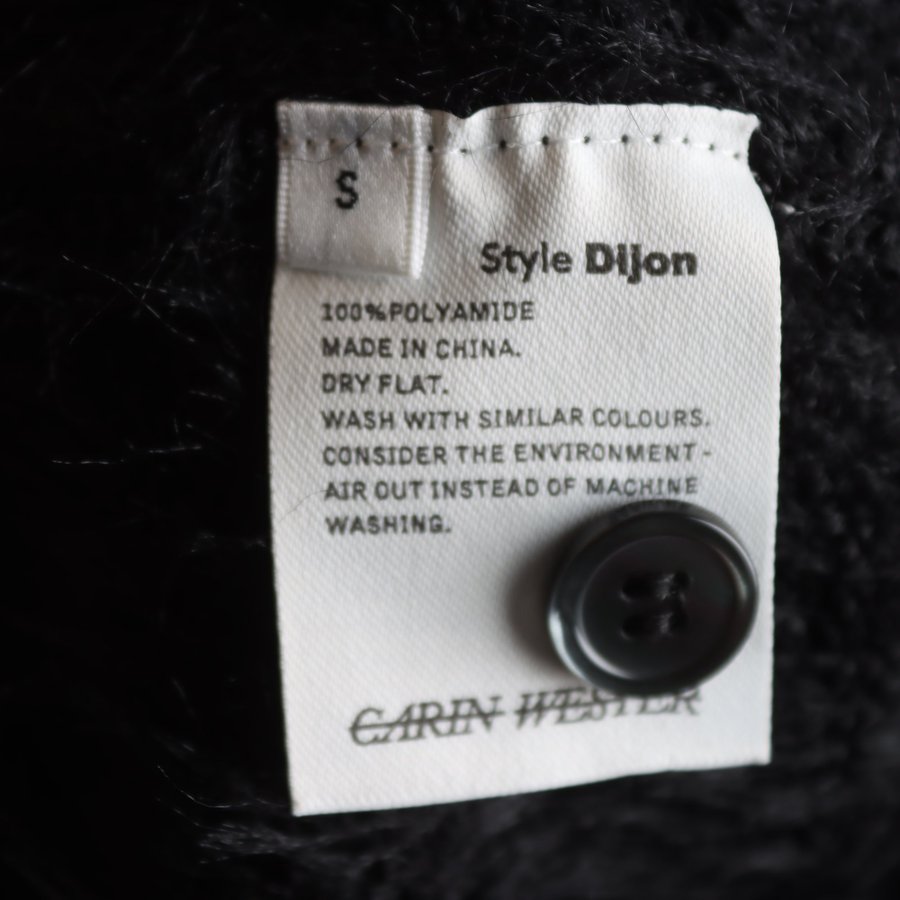 S
Style Dijon
100%POLYAMIDE
MADE IN CHINA.
DRY FLAT.
WASH WITH SIMILAR COLOURS.
CONSIDER THE ENVIRONMENT -
AIR OUT INSTEAD OF MACHINE
WASHING.
CARIN WESTER